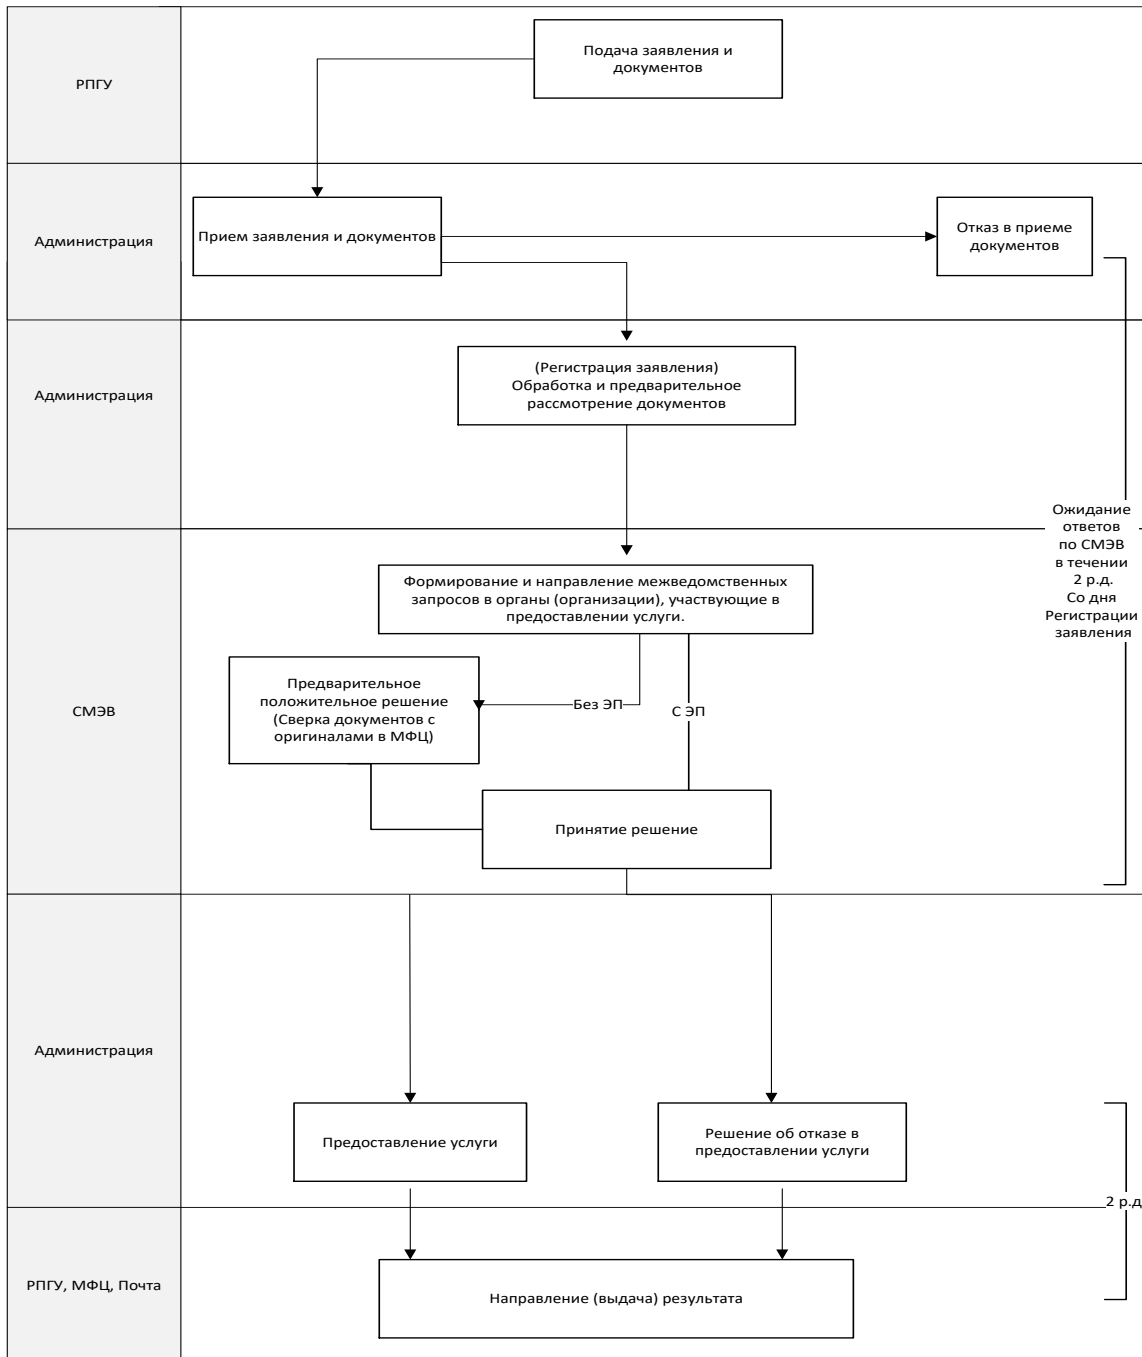 РПГУ
Подача заявления и
документов
Администрация
Прием заявления и документов
Отказ в приеме
документов
Администрация
(Регистрация заявления)
Обработка и предварительное
рассмотрение документов
Ожидание
ответов
по СМЭВ
в течении
2 р.д.
Со дня
Регистрации
заявления
СМЭВ
Формирование и направление межведомственных
запросов в органы (организации), участвующие в
предоставлении услуги.
Предварительное
положительное решение
(Сверка документов с
оригиналами в МФЦ)
Без ЭП
С ЭП
Принятие решение
Администрация
Предоставление услуги
Решение об отказе в
предоставлении услуги
2 р.д
РПГУ, МФЦ, Почта
Направление (выдача) результата